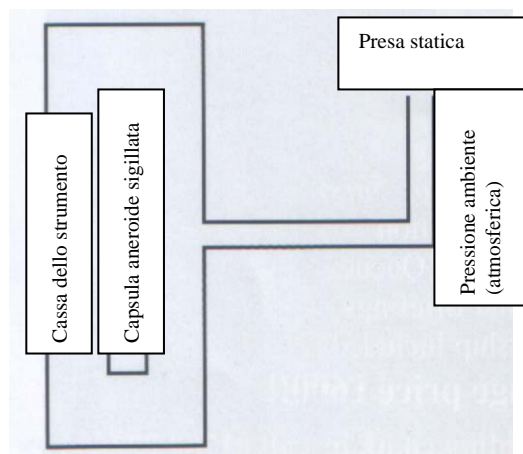 Presa statica
Cassa dello strumento
Capsula aneroide sigillata
Pressione ambiente
(atmosferica)